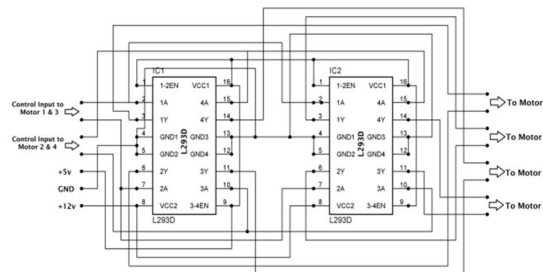 Control Input to
Motor 1 & 3
Control Input to
Motor 2 & 4
+5v
GND
+12v
IC1
1 1-2EN VCC1 16
2 1A 4A 15
3 1Y 4Y 14
4 GND1 GND3 13
5 GND2 GND4 12
6 2Y 3Y 11
7 2A 3A 10
8 VCC2 3-4EN 9
L293D
L293D
IC2
1 1-2EN VCC1 16
2 1A 4A 15
3 1Y 4Y 14
4 GND1 GND3 13
5 GND2 GND4 12
6 2Y 3Y 11
7 2A 3A 10
8 VCC2 3-4EN 9
L293D
L293D
To Motor
To Motor
To Motor
To Motor